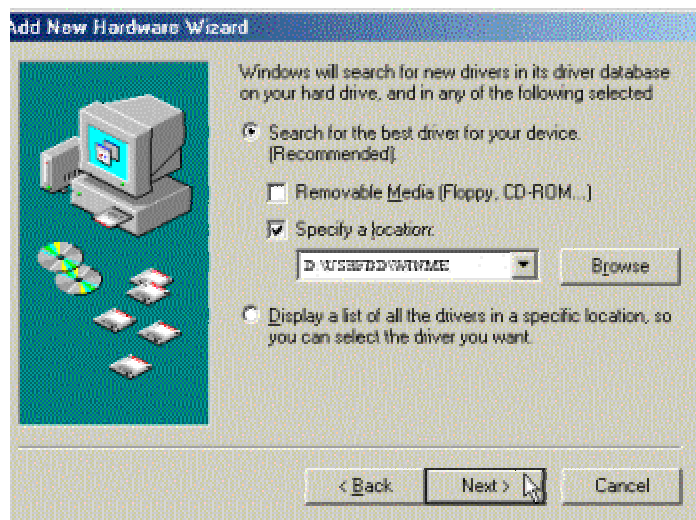 Add New Hardware Wizard
Windows will search for new drivers in its driver database
on your hard drive, and in any of the following selected
Search for the best driver for your device.
(Recommended).
Removable Media (Floppy, CD-ROM...)
Specify a location:
Browse
Display a list of all the drivers in a specific location, so
you can select the driver you want.
< Back
Next >
Cancel